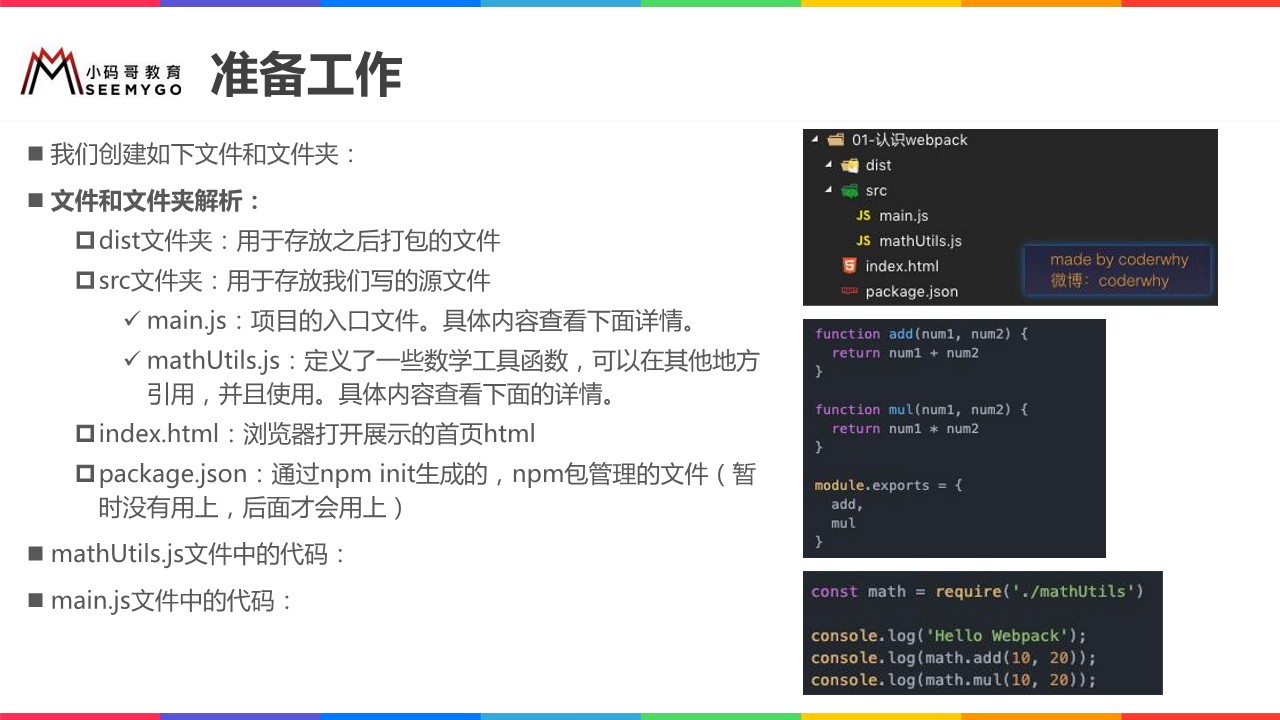 小码哥教育
SEEMYGO
准备工作
我们创建如下文件和文件夹：
文件和文件夹解析：
dist文件夹：用于存放之后打包的文件
src文件夹：用于存放我们写的源文件
main.js：项目的入口文件。具体内容查看下面详情。
mathUtils.js：定义了一些数学工具函数，可以在其他地方
引用，并且使用。具体内容查看下面的详情。
index.html：浏览器打开展示的首页html
package.json：通过npm init生成的，npm包管理的文件（暂
时没有用上，后面才会用上）
mathUtils.js文件中的代码：
main.js文件中的代码：
01-认识webpack
dist
src
JS main.js
JS mathUtils.js
5 index.html
package.json
made by coderwhy
微博：coderwhy
function add(num1, num2) {
  return num1 + num2
}
function mul(num1, num2) {
  return num1 * num2
}
module.exports = {
  add,
  mul
}
const math = require('./mathUtils')
console.log('Hello Webpack');
console.log(math.add(10, 20));
console.log(math.mul(10, 20));